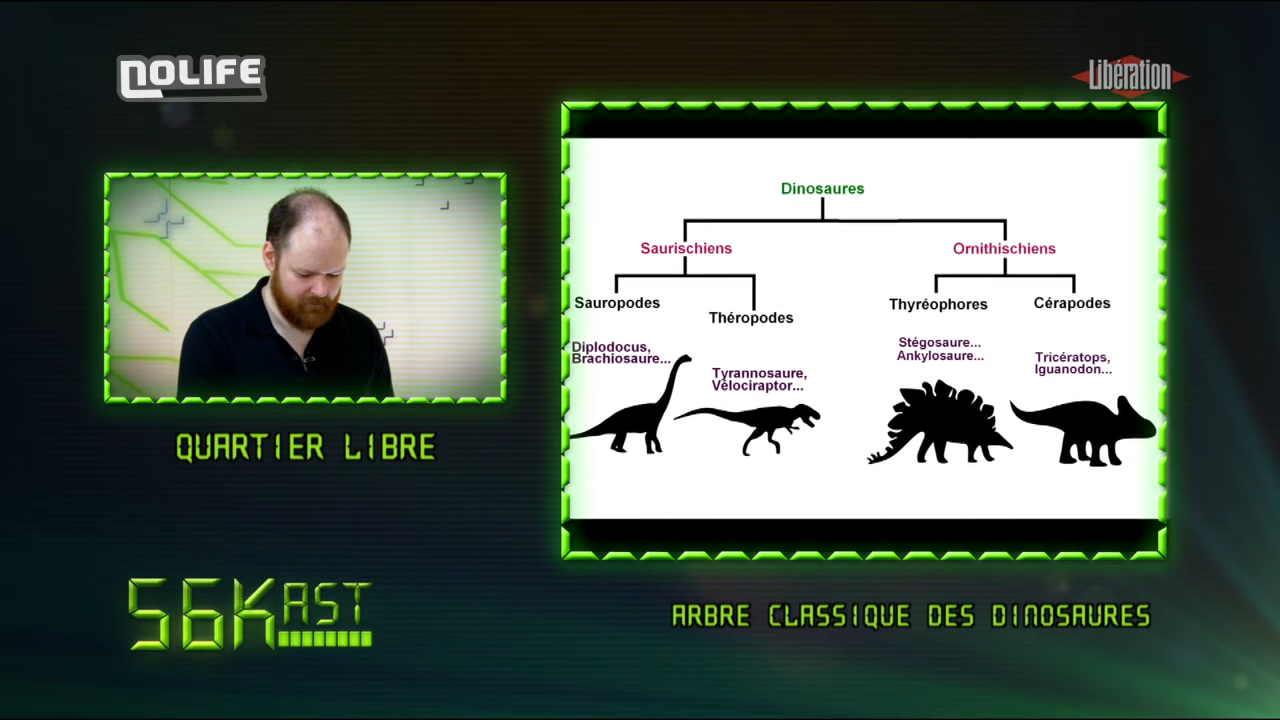 NOLIFE
Libération
Dinosaures
Saurischiens
Ornithischiens
Sauropodes
Théropodes
Thyréophores
Cérapodes
Diplodocus,
Brachiosaure...
Tyrannosaure,
Vélociraptor...
Stégosaure...
Ankylosaure...
Tricératops,
Iguanodon...
QUARTIER LIBRE
56KAST
ARBRE CLASSIQUE DES DINOSAURES